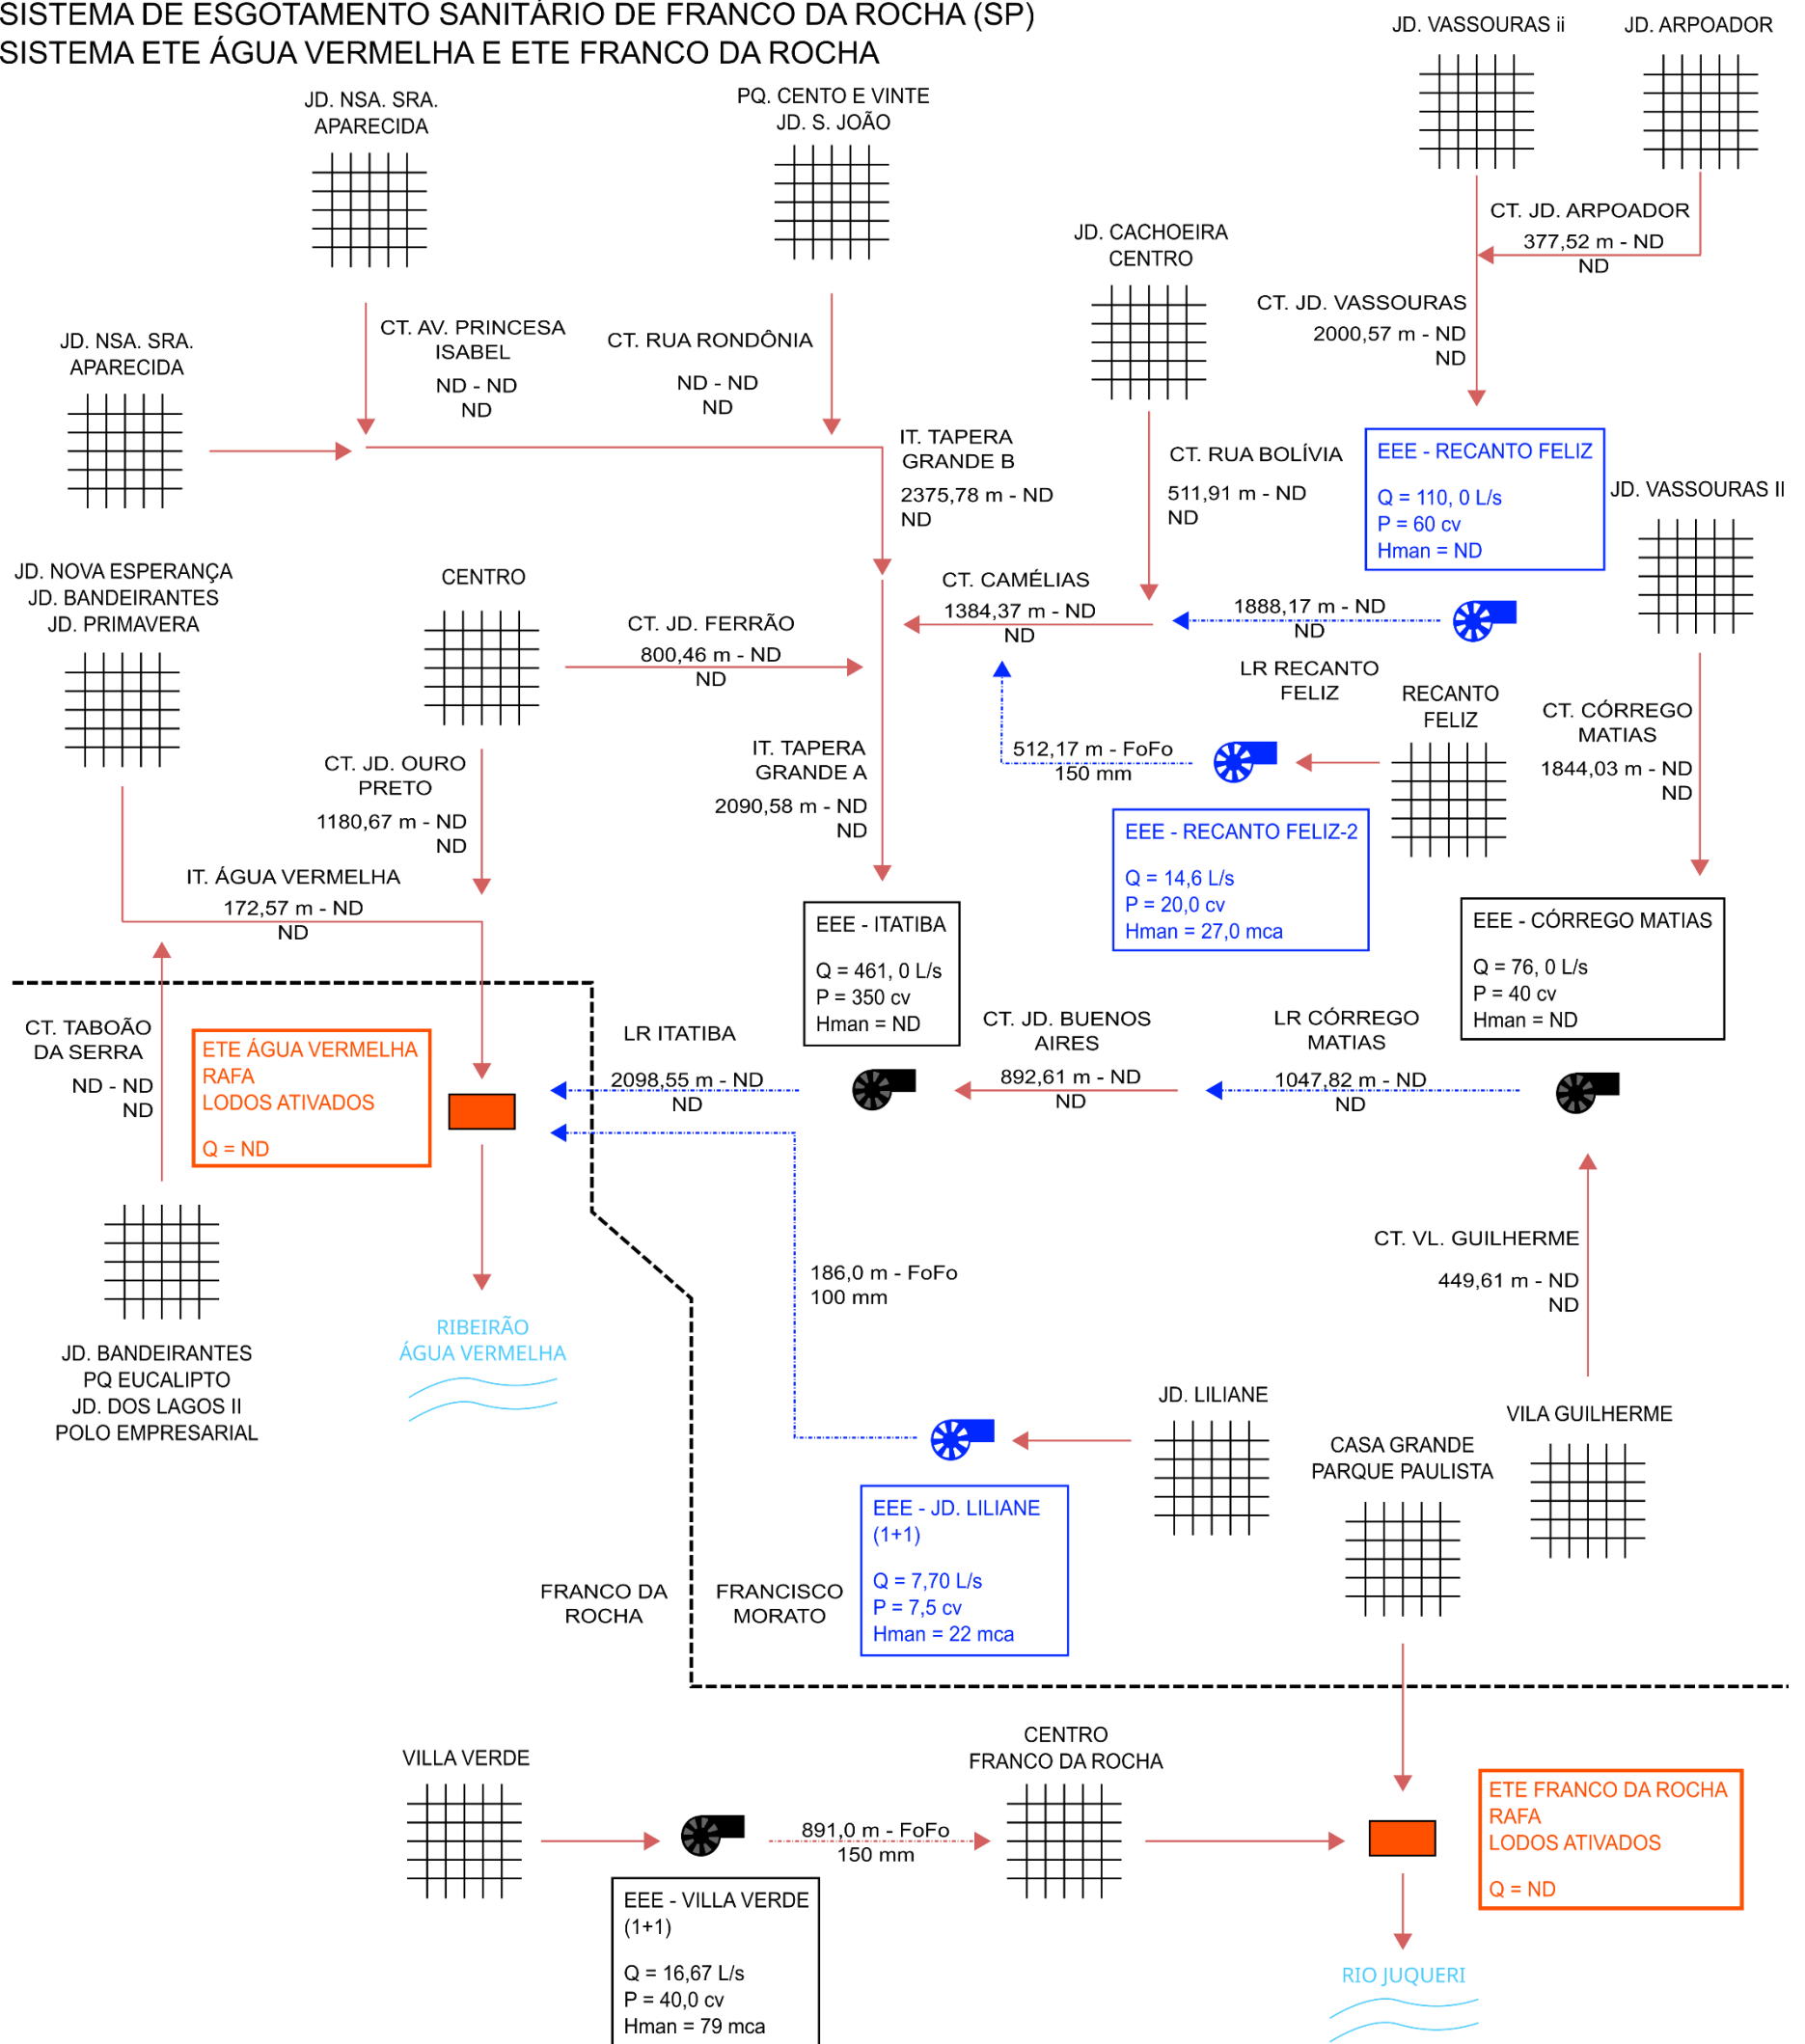 SISTEMA DE ESGOTAMENTO SANITÁRIO DE FRANCO DA ROCHA (SP)
SISTEMA ETE ÁGUA VERMELHA E ETE FRANCO DA ROCHA
JD. VASSOURAS ii
JD. ARPOADOR
JD. NSA. SRA.
APARECIDA
PQ. CENTO E VINTE
JD. S. JOÃO
CT. JD. ARPOADOR
377,52 m - ND
ND
JD. CACHOEIRA
CENTRO
CT. JD. VASSOURAS
2000,57 m - ND
ND
JD. NSA. SRA.
APARECIDA
CT. AV. PRINCESA
ISABEL
ND - ND
ND
CT. RUA RONDÔNIA
ND - ND
ND
IT. TAPERA
GRANDE B
2375,78 m - ND
ND
CT. RUA BOLÍVIA
511,91 m - ND
ND
EEE - RECANTO FELIZ
Q = 110, 0 L/s
P = 60 cv
Hman = ND
JD. VASSOURAS II
JD. NOVA ESPERANÇA
JD. BANDEIRANTES
JD. PRIMAVERA
CENTRO
CT. JD. FERRÃO
800,46 m - ND
ND
CT. CAMÉLIAS
1384,37 m - ND
ND
1888,17 m - ND
ND
LR RECANTO
FELIZ
RECANTO
FELIZ
CT. CÓRREGO
MATIAS
1844,03 m - ND
ND
CT. JD. OURO
PRETO
1180,67 m - ND
ND
IT. TAPERA
GRANDE A
2090,58 m - ND
ND
512,17 m - FoFo
150 mm
EEE - RECANTO FELIZ-2
Q = 14,6 L/s
P = 20,0 cv
Hman = 27,0 mca
IT. ÁGUA VERMELHA
172,57 m - ND
ND
EEE - ITATIBA
Q = 461, 0 L/s
P = 350 cv
Hman = ND
EEE - CÓRREGO MATIAS
Q = 76, 0 L/s
P = 40 cv
Hman = ND
CT. TABOÃO
DA SERRA
ND - ND
ND
ETE ÁGUA VERMELHA
RAFA
LODOS ATIVADOS
Q = ND
LR ITATIBA
2098,55 m - ND
ND
CT. JD. BUENOS
AIRES
892,61 m - ND
ND
LR CÓRREGO
MATIAS
1047,82 m - ND
ND
CT. VL. GUILHERME
449,61 m - ND
ND
186,0 m - FoFo
100 mm
RIBEIRÃO
ÁGUA VERMELHA
JD. BANDEIRANTES
PQ EUCALIPTO
JD. DOS LAGOS II
POLO EMPRESARIAL
JD. LILIANE
VILA GUILHERME
CASA GRANDE
PARQUE PAULISTA
EEE - JD. LILIANE
(1+1)
Q = 7,70 L/s
P = 7,5 cv
Hman = 22 mca
FRANCO DA
ROCHA
FRANCISCO
MORATO
VILLA VERDE
891,0 m - FoFo
150 mm
CENTRO
FRANCO DA ROCHA
ETE FRANCO DA ROCHA
RAFA
LODOS ATIVADOS
Q = ND
EEE - VILLA VERDE
(1+1)
Q = 16,67 L/s
P = 40,0 cv
Hman = 79 mca
RIO JUQUERI